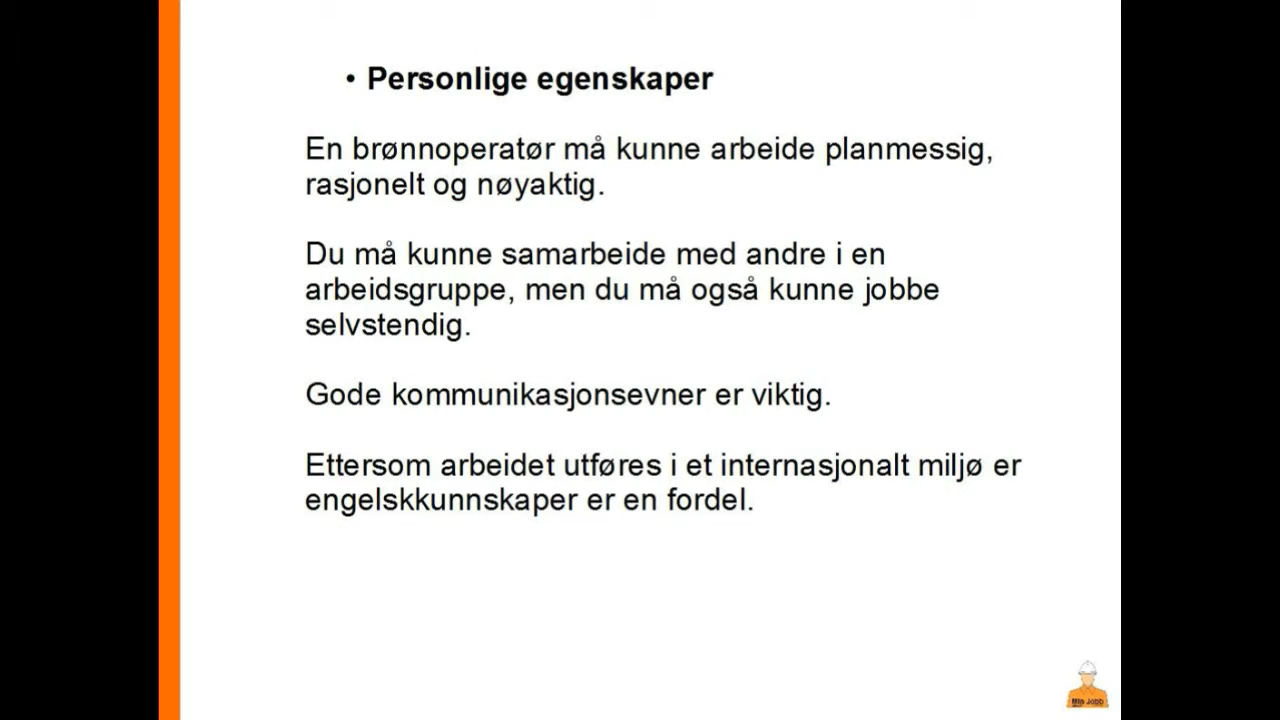 • Personlige egenskaper
En brønnoperatør må kunne arbeide planmessig,
rasjonelt og nøyaktig.
Du må kunne samarbeide med andre i en
arbeidsgruppe, men du må også kunne jobbe
selvstendig.
Gode kommunikasjonsevner er viktig.
Ettersom arbeidet utføres i et internasjonalt miljø er
engelskkunnskaper er en fordel.
Min Jobb